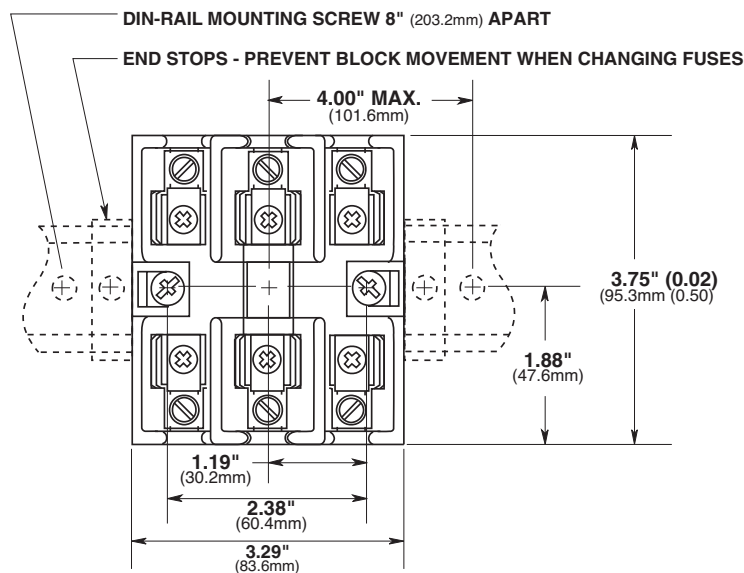 DIN-RAIL MOUNTING SCREW 8" (203.2mm) APART
END STOPS - PREVENT BLOCK MOVEMENT WHEN CHANGING FUSES
4.00" MAX.
(101.6mm)
3.75" (0.02)
(95.3mm (0.50)
1.88"
(47.6mm)
1.19"
(30.2mm)
2.38"
(60.4mm)
3.29"
(83.6mm)